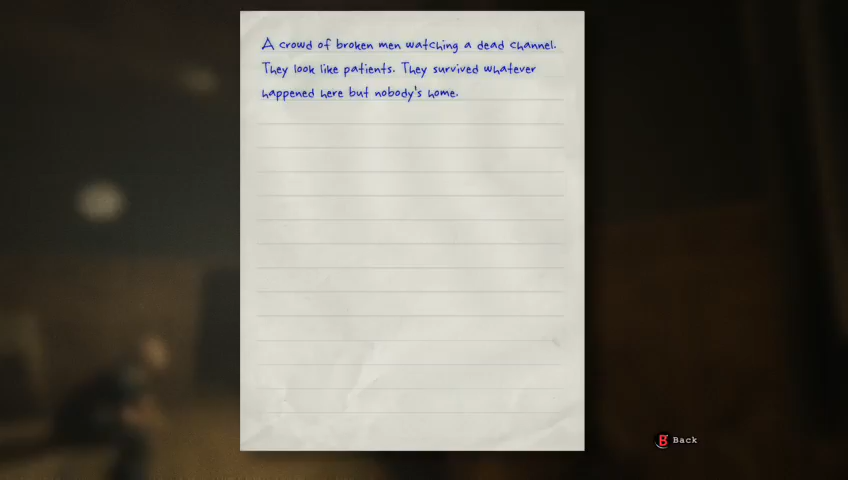 A crowd of broken men watching a dead channel.
They look like patients. They survived whatever
happened here but nobody's home.
B Back